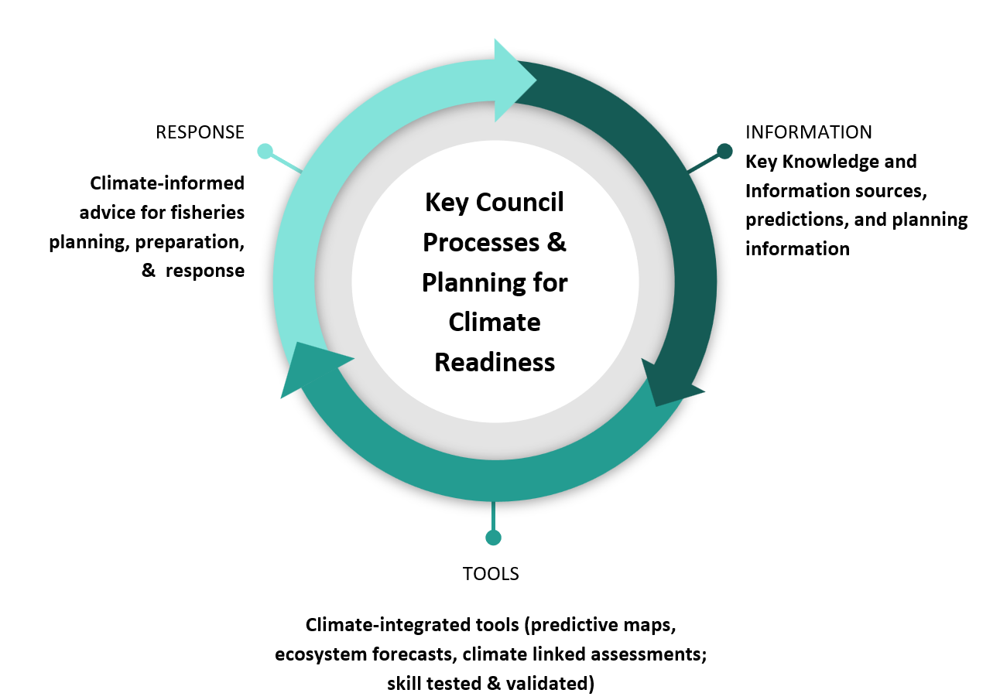 RESPONSE
Climate-informed
advice for fisheries
planning, preparation,
&  response
Key Council
Processes &
Planning for
Climate
Readiness
INFORMATION
Key Knowledge and
Information sources,
predictions, and planning
information
TOOLS
Climate-integrated tools (predictive maps,
ecosystem forecasts, climate linked assessments;
skill tested & validated)